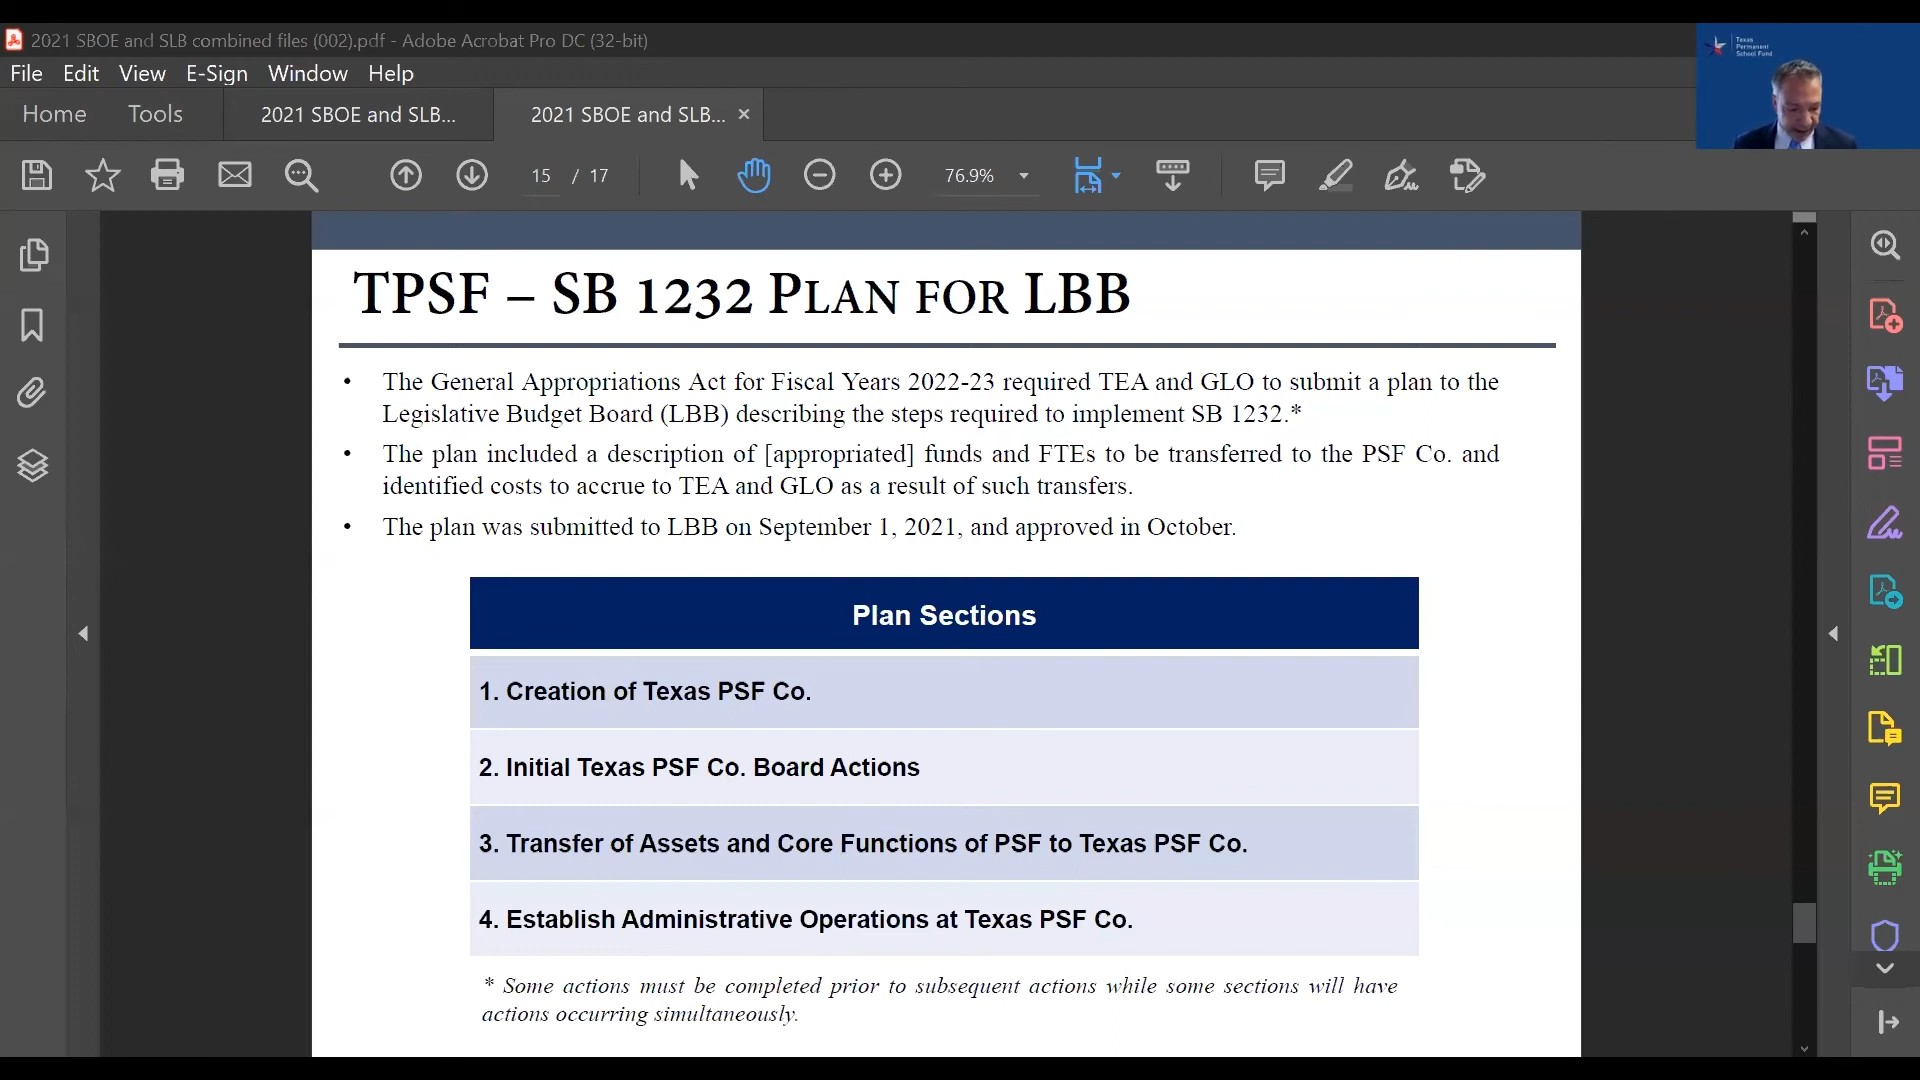 2021 SBOE and SLB combined files (002).pdf - Adobe Acrobat Pro DC (32-bit)
Texas
Permanent
School Fund
File Edit View E-Sign Window Help
Home Tools 2021 SBOE and SLB... 2021 SBOE and SLB... ×
15 / 17 76.9%
TPSF – SB 1232 PLAN FOR LBB
• The General Appropriations Act for Fiscal Years 2022-23 required TEA and GLO to submit a plan to the
Legislative Budget Board (LBB) describing the steps required to implement SB 1232.*
• The plan included a description of [appropriated] funds and FTEs to be transferred to the PSF Co. and
identified costs to accrue to TEA and GLO as a result of such transfers.
• The plan was submitted to LBB on September 1, 2021, and approved in October.
Plan Sections
1. Creation of Texas PSF Co.
2. Initial Texas PSF Co. Board Actions
3. Transfer of Assets and Core Functions of PSF to Texas PSF Co.
4. Establish Administrative Operations at Texas PSF Co.
* Some actions must be completed prior to subsequent actions while some sections will have
actions occurring simultaneously.